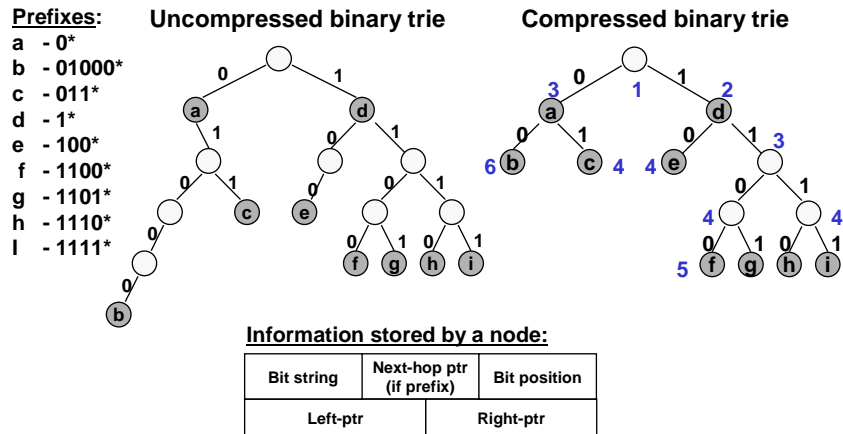 Prefixes:
a - 0*
b - 01000*
c - 011*
d - 1*
e - 100*
f - 1100*
g - 1101*
h - 1110*
I - 1111*
Uncompressed binary trie
0 1
a d
1 0 1
0 1 0 0 1
c e
0 0 1 0 1
f g h i
0
b
Compressed binary trie
0 1
3 1 2
a d
0 1 0 1 3
6 b c 4 4 e
0 1
4 4
0 1 0 1
5 f g h i
Information stored by a node:
Bit string Next-hop ptr Bit position
(if prefix)
Left-ptr Right-ptr